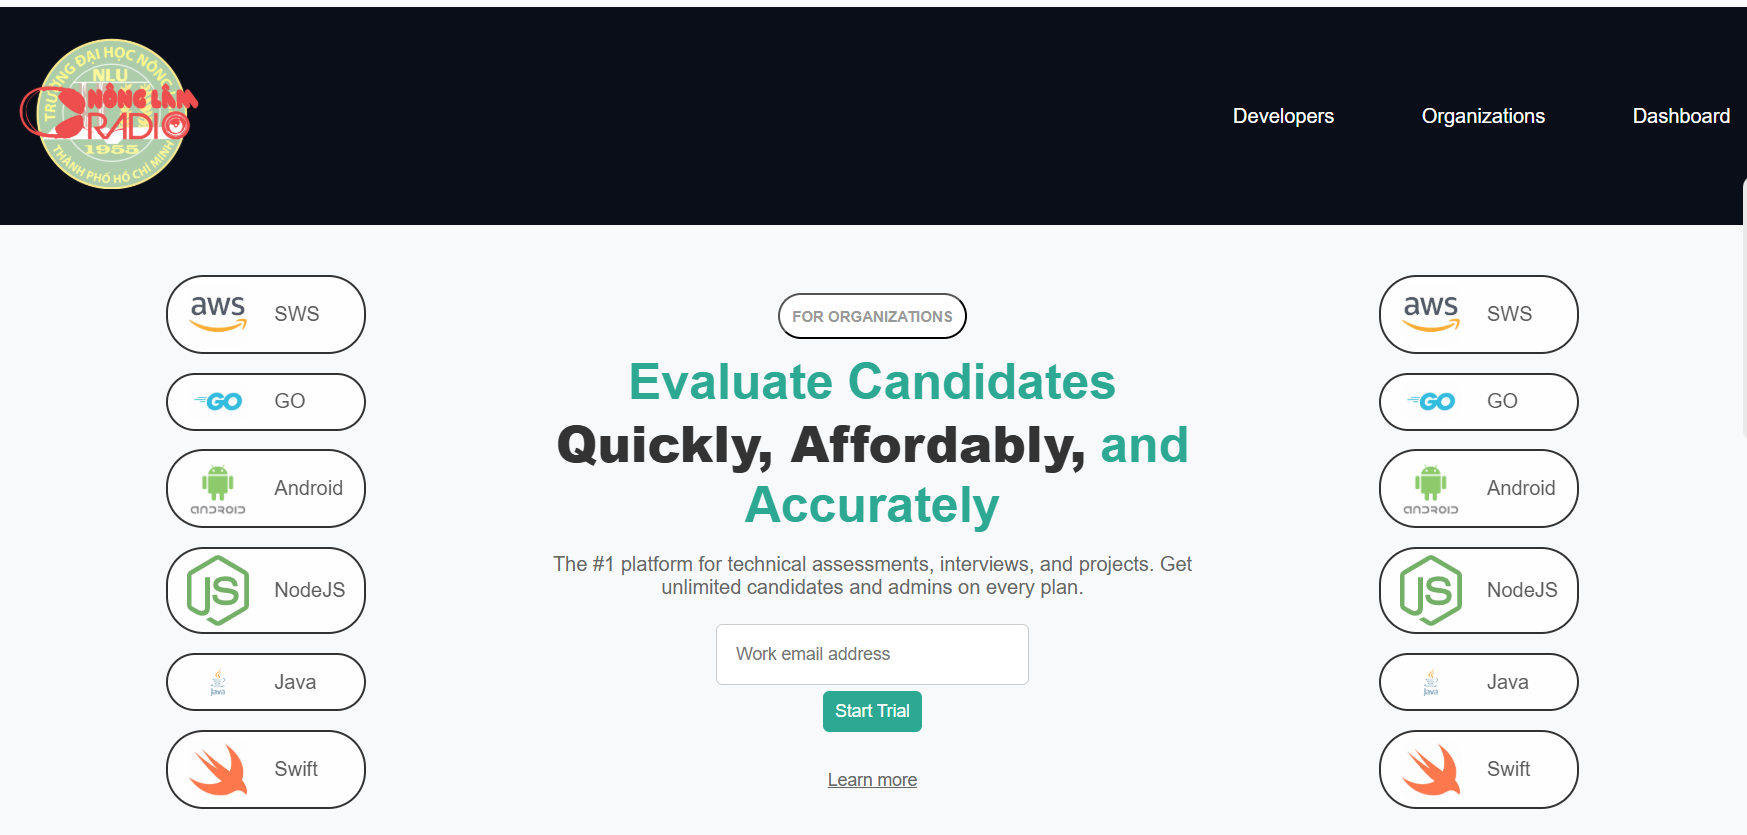 TRƯỜNG ĐẠI HỌC NÔNG
NLU
NÔNG LÂM
RADIO
1955
THÀNH PHỐ HỒ CHÍ MINH
Developers
Organizations
Dashboard
aws SWS
GO GO
Android
ANDROID
JS NodeJS
Java Java
Swift
FOR ORGANIZATIONS
Evaluate Candidates
Quickly, Affordably, and
Accurately
The #1 platform for technical assessments, interviews, and projects. Get
unlimited candidates and admins on every plan.
Work email address
Start Trial
Learn more
aws SWS
GO GO
Android
ANDROID
JS NodeJS
Java Java
Swift